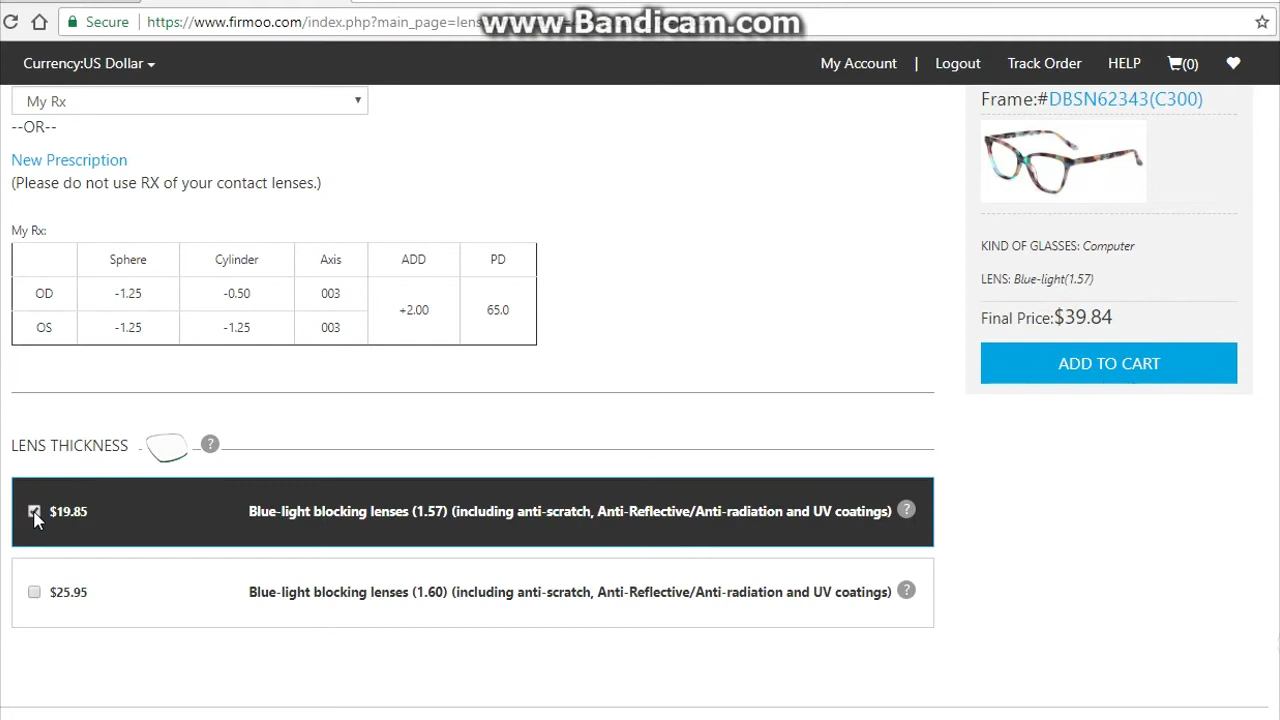 https://www.firmoo.com/index.php?main_page=lens
Secure
www.Bandicam.com
Currency:US Dollar
My Account | Logout Track Order HELP (0)
My Rx
--OR--
New Prescription
(Please do not use RX of your contact lenses.)
My Rx:
Sphere Cylinder Axis ADD PD
OD -1.25 -0.50 003 +2.00 65.0
OS -1.25 -1.25 003
Frame:#DBSN62343(C300)
KIND OF GLASSES: Computer
LENS: Blue-light(1.57)
Final Price:$39.84
ADD TO CART
LENS THICKNESS ?
$19.85 Blue-light blocking lenses (1.57) (including anti-scratch, Anti-Reflective/Anti-radiation and UV coatings) ?
$25.95 Blue-light blocking lenses (1.60) (including anti-scratch, Anti-Reflective/Anti-radiation and UV coatings) ?